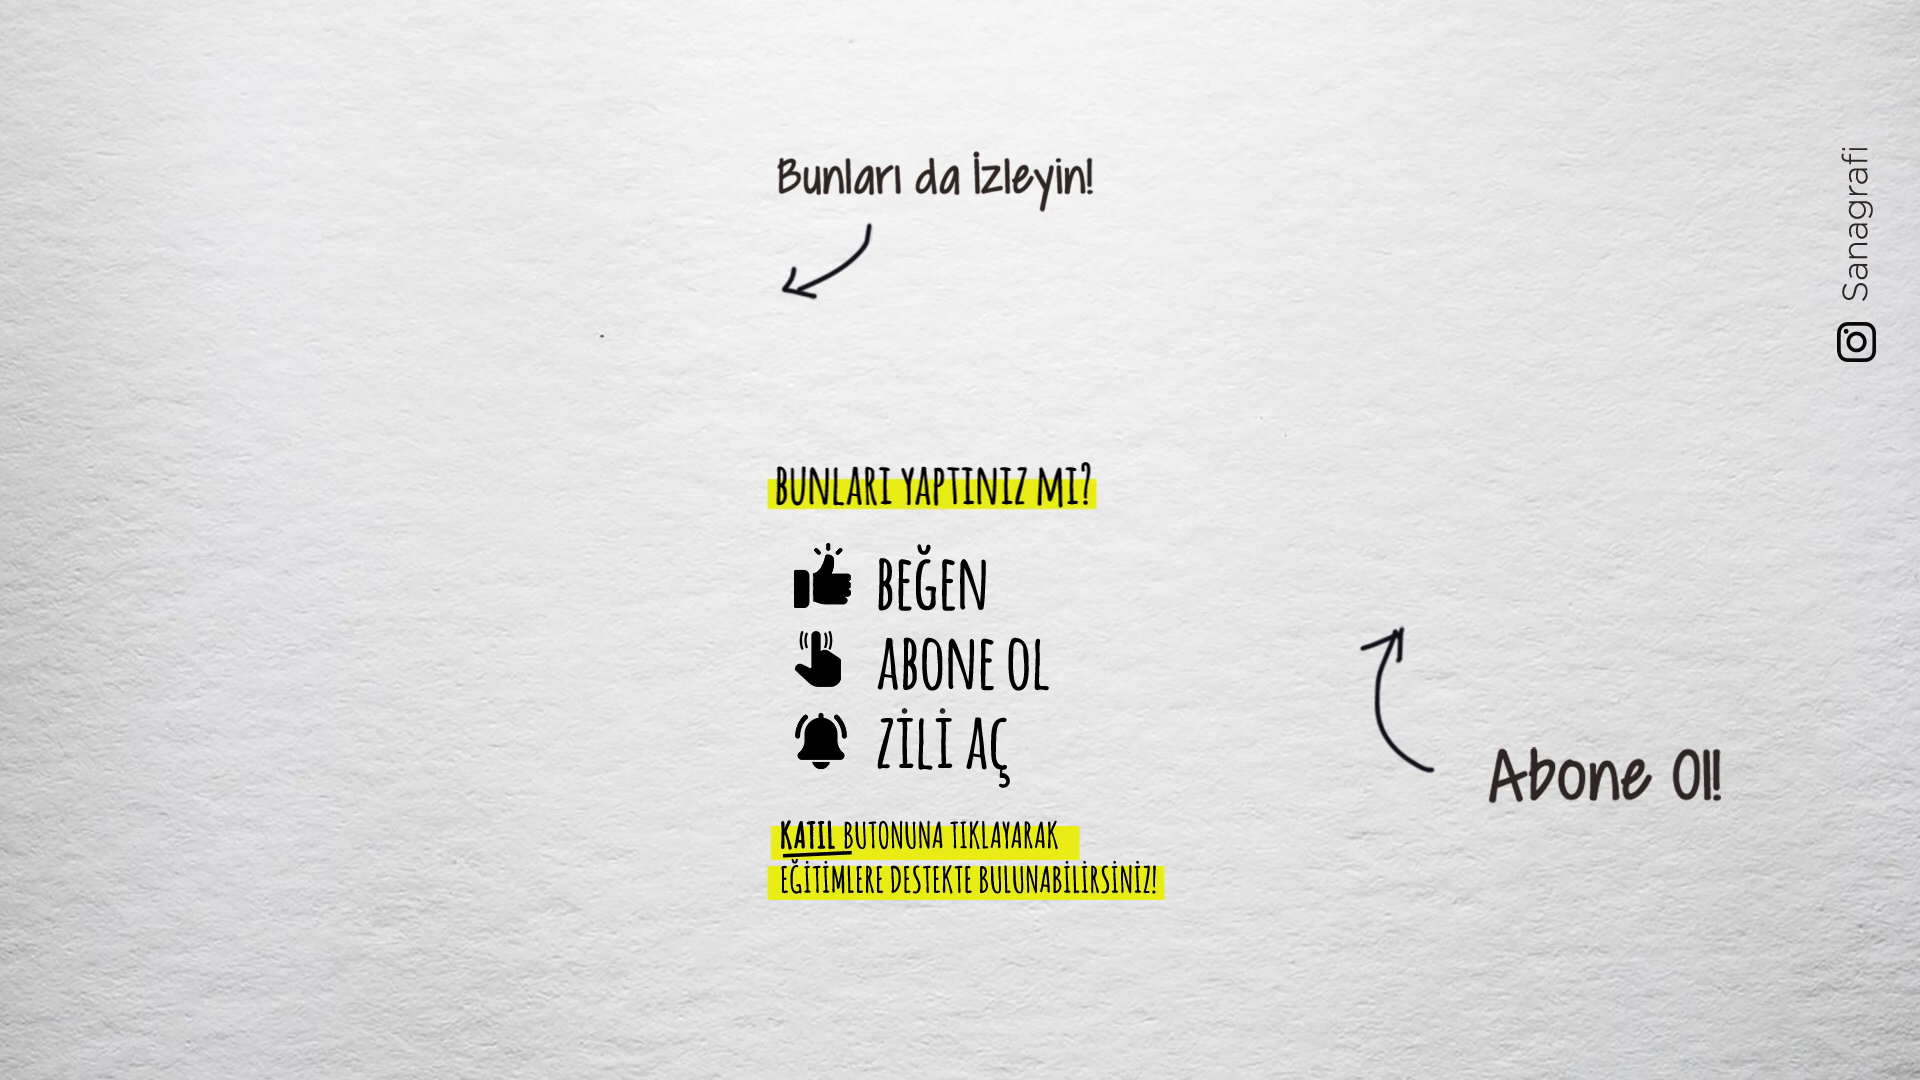 Bunları da İzleyin!
Sanagrafi
BUNLARI YAPTINIZ MI?
BEĞEN
ABONE OL
ZİLİ AÇ
Abone Ol!
KATIL BUTONUNA TIKLAYARAK
EĞİTİMLERE DESTEKTE BULUNABİLİRSİNİZ!